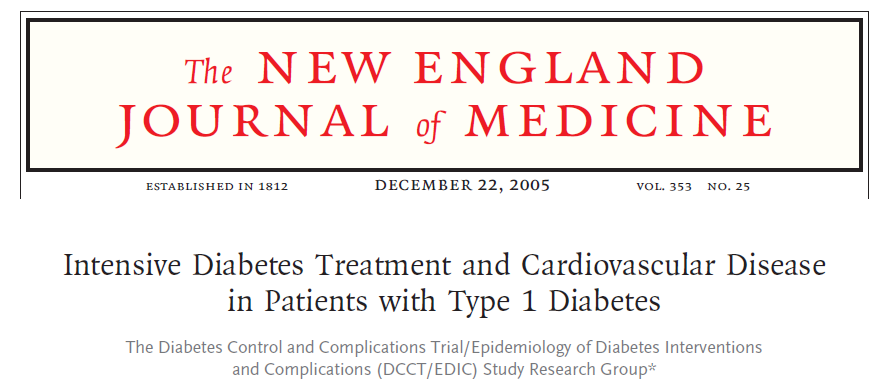 The NEW ENGLAND
JOURNAL of MEDICINE
ESTABLISHED IN 1812 DECEMBER 22, 2005 VOL. 353 NO. 25
Intensive Diabetes Treatment and Cardiovascular Disease
in Patients with Type 1 Diabetes
The Diabetes Control and Complications Trial/Epidemiology of Diabetes Interventions
and Complications (DCCT/EDIC) Study Research Group*